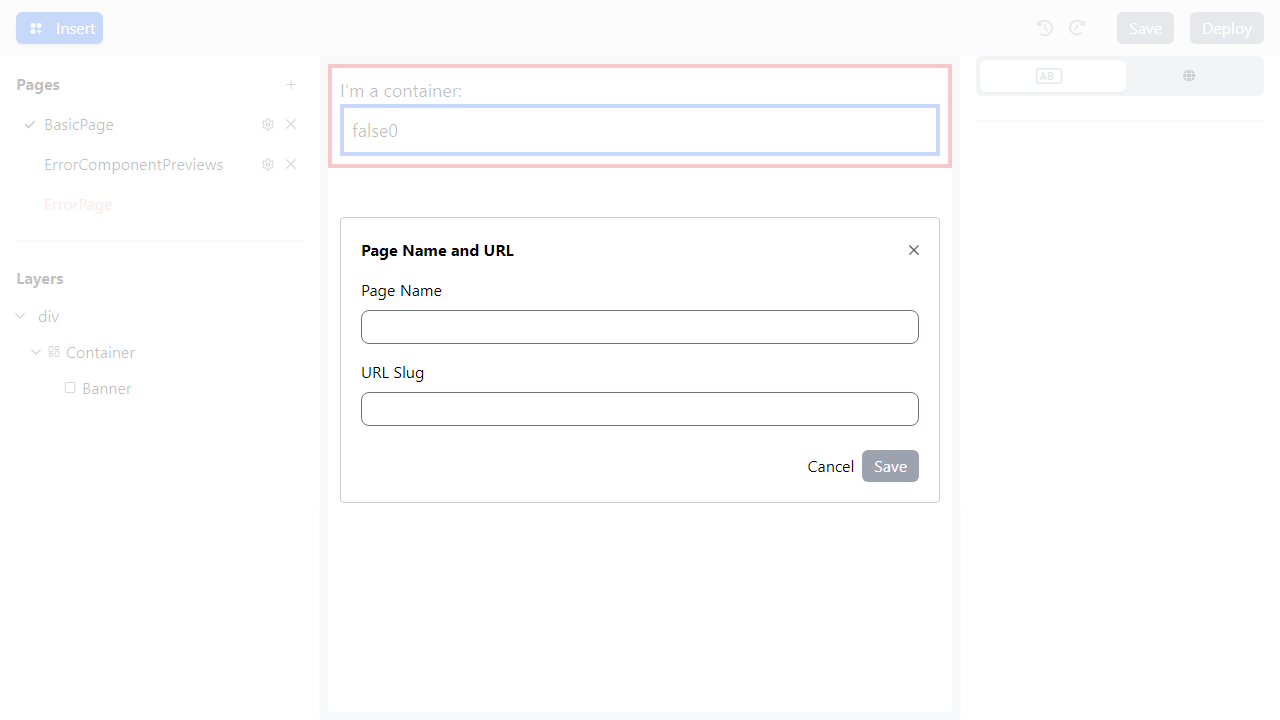 Insert
Save
Deploy
Pages
BasicPage
ErrorComponentPreviews
ErrorPage
Layers
div
Container
Banner
I'm a container:
false0
Page Name and URL
Page Name
URL Slug
Cancel
Save
AB